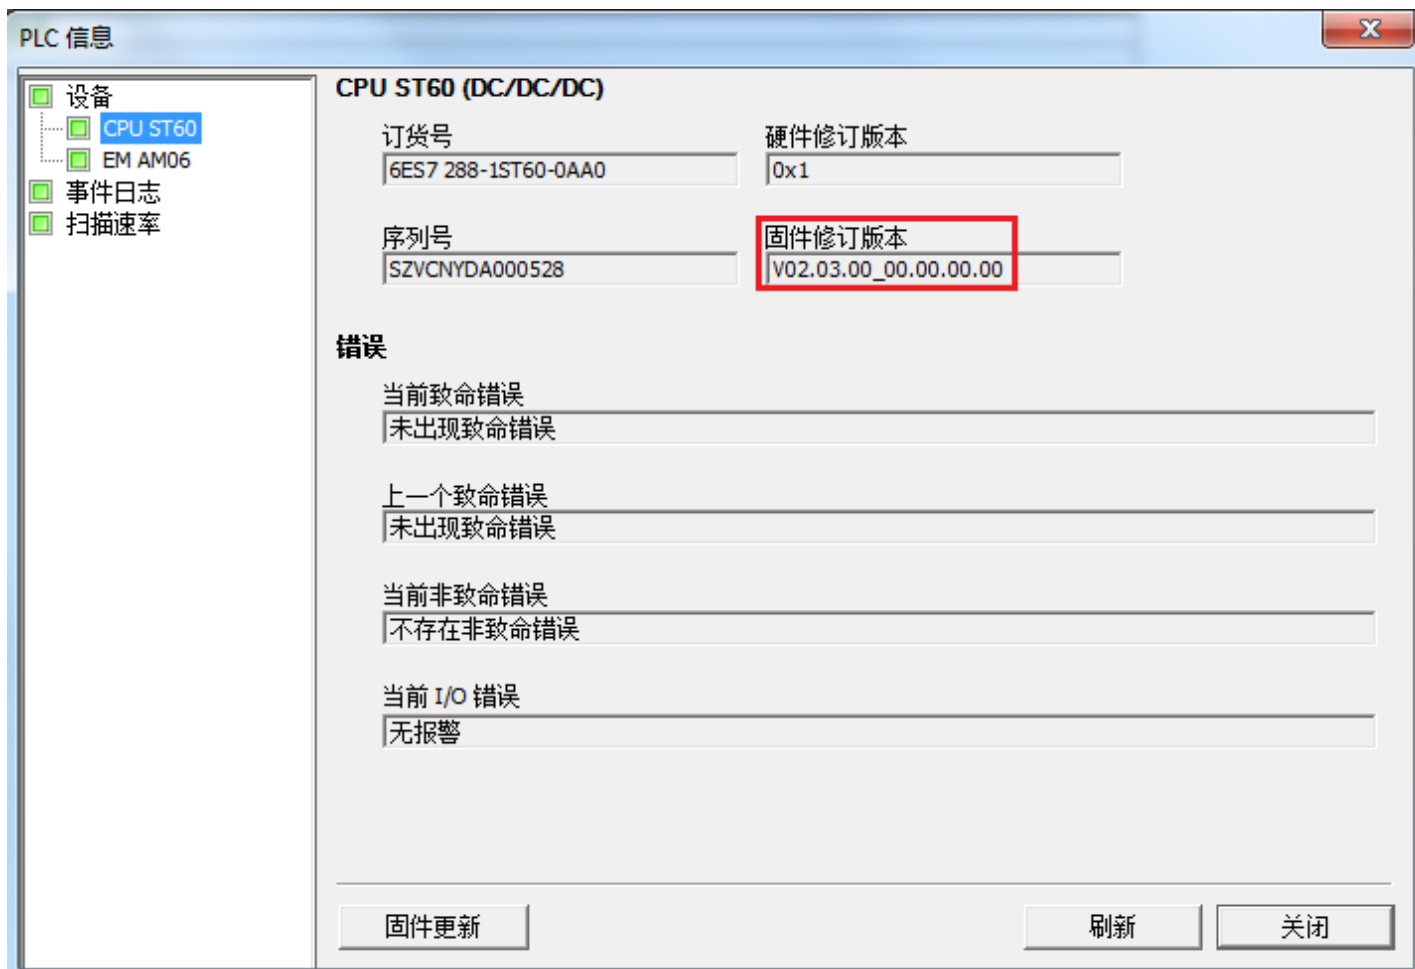 PLC 信息
设备
CPU ST60
EM AM06
事件日志
扫描速率
CPU ST60 (DC/DC/DC)
订货号
硬件修订版本
6ES7 288-1ST60-0AA0
0x1
序列号
固件修订版本
SZVCNYDA000528
V02.03.00_00.00.00.00
错误
当前致命错误
未出现致命错误
上一个致命错误
未出现致命错误
当前非致命错误
不存在非致命错误
当前 I/O 错误
无报警
固件更新
刷新
关闭